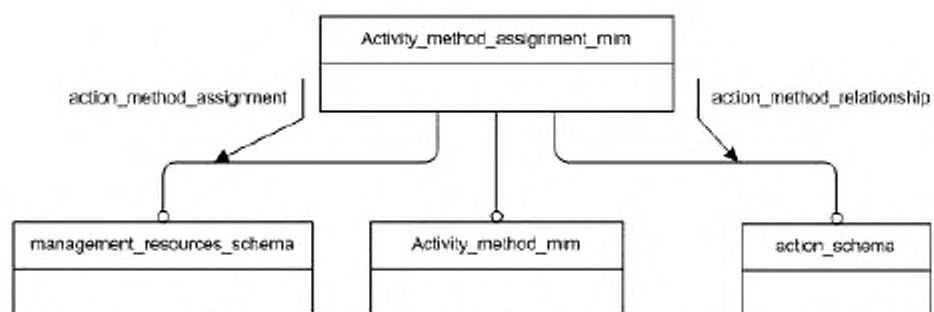 Activity_method_assignment_mim
action_method_assignment
action_method_relationship
management_resources_schema
Activity_method_mim
action_schema